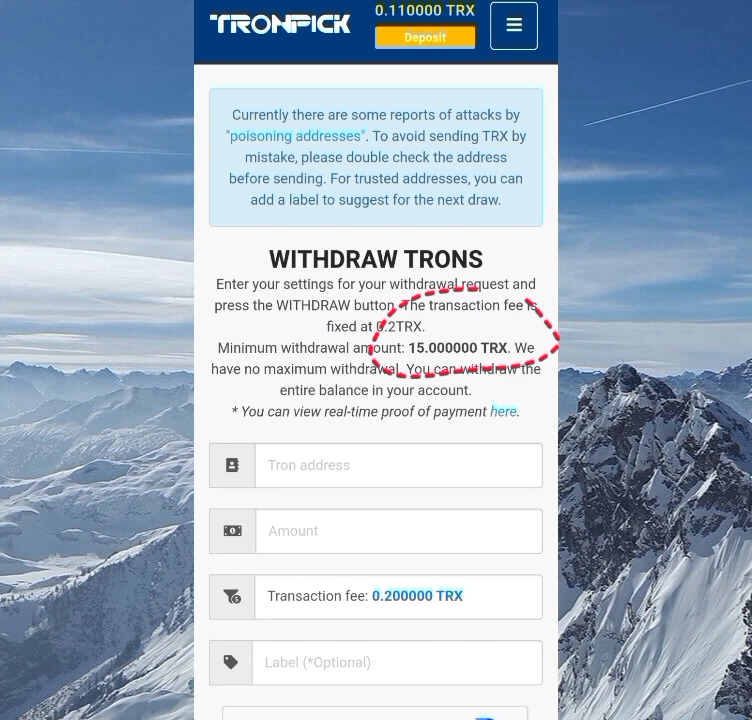 TRONPICK
0.110000 TRX
Deposit
Currently there are some reports of attacks by
"poisoning addresses". To avoid sending TRX by
mistake, please double check the address
before sending. For trusted addresses, you can
add a label to suggest for the next draw.
WITHDRAW TRONS
Enter your settings for your withdrawal request and
press the WITHDRAW button. The transaction fee is
fixed at 0.2TRX.
Minimum withdrawal amount: 15.000000 TRX. We
have no maximum withdrawal. You can withdraw the
entire balance in your account.
* You can view real-time proof of payment here.
Tron address
Amount
Transaction fee: 0.200000 TRX
Label (*Optional)